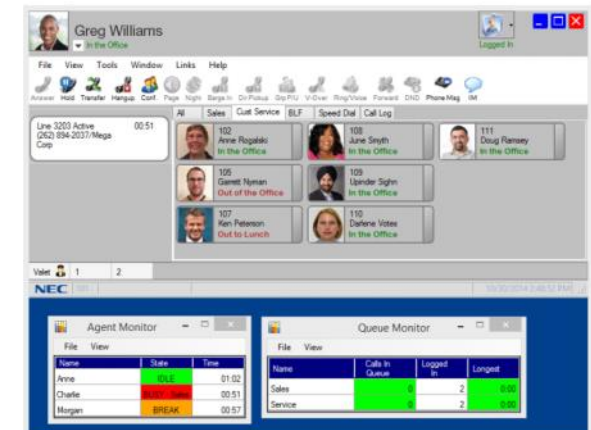 Greg Williams
In the Office
Logged In
File View Tools Window Links Help
Answer Hold Transfer Hangup Conf. Page Night Barge In Dir-Pickup Grp P/U V-Over Ring/Voice Forward DND Phone Msg IM
All Sales Cust Service BLF Speed Dial Call Log
Line 3203 Active 00:51
(262) 894-2037/Mega
Corp
102
Anne Rogalski
In the Office
108
June Smyth
In the Office
111
Doug Ramsey
In the Office
105
Garrett Nyman
Out of the Office
109
Upinder Sighn
In the Office
107
Ken Peterson
Out to Lunch
110
Darlene Votes
In the Office
Valet 1 2
NEC
Agent Monitor
File View
Name State Time
Anne IDLE 01:02
Charlie BUSY - Sales 00:51
Morgan BREAK 00:57
Queue Monitor
File View
Name Calls In Queue Logged In Longest
Sales 0 2 0:00
Service 0 2 0:00